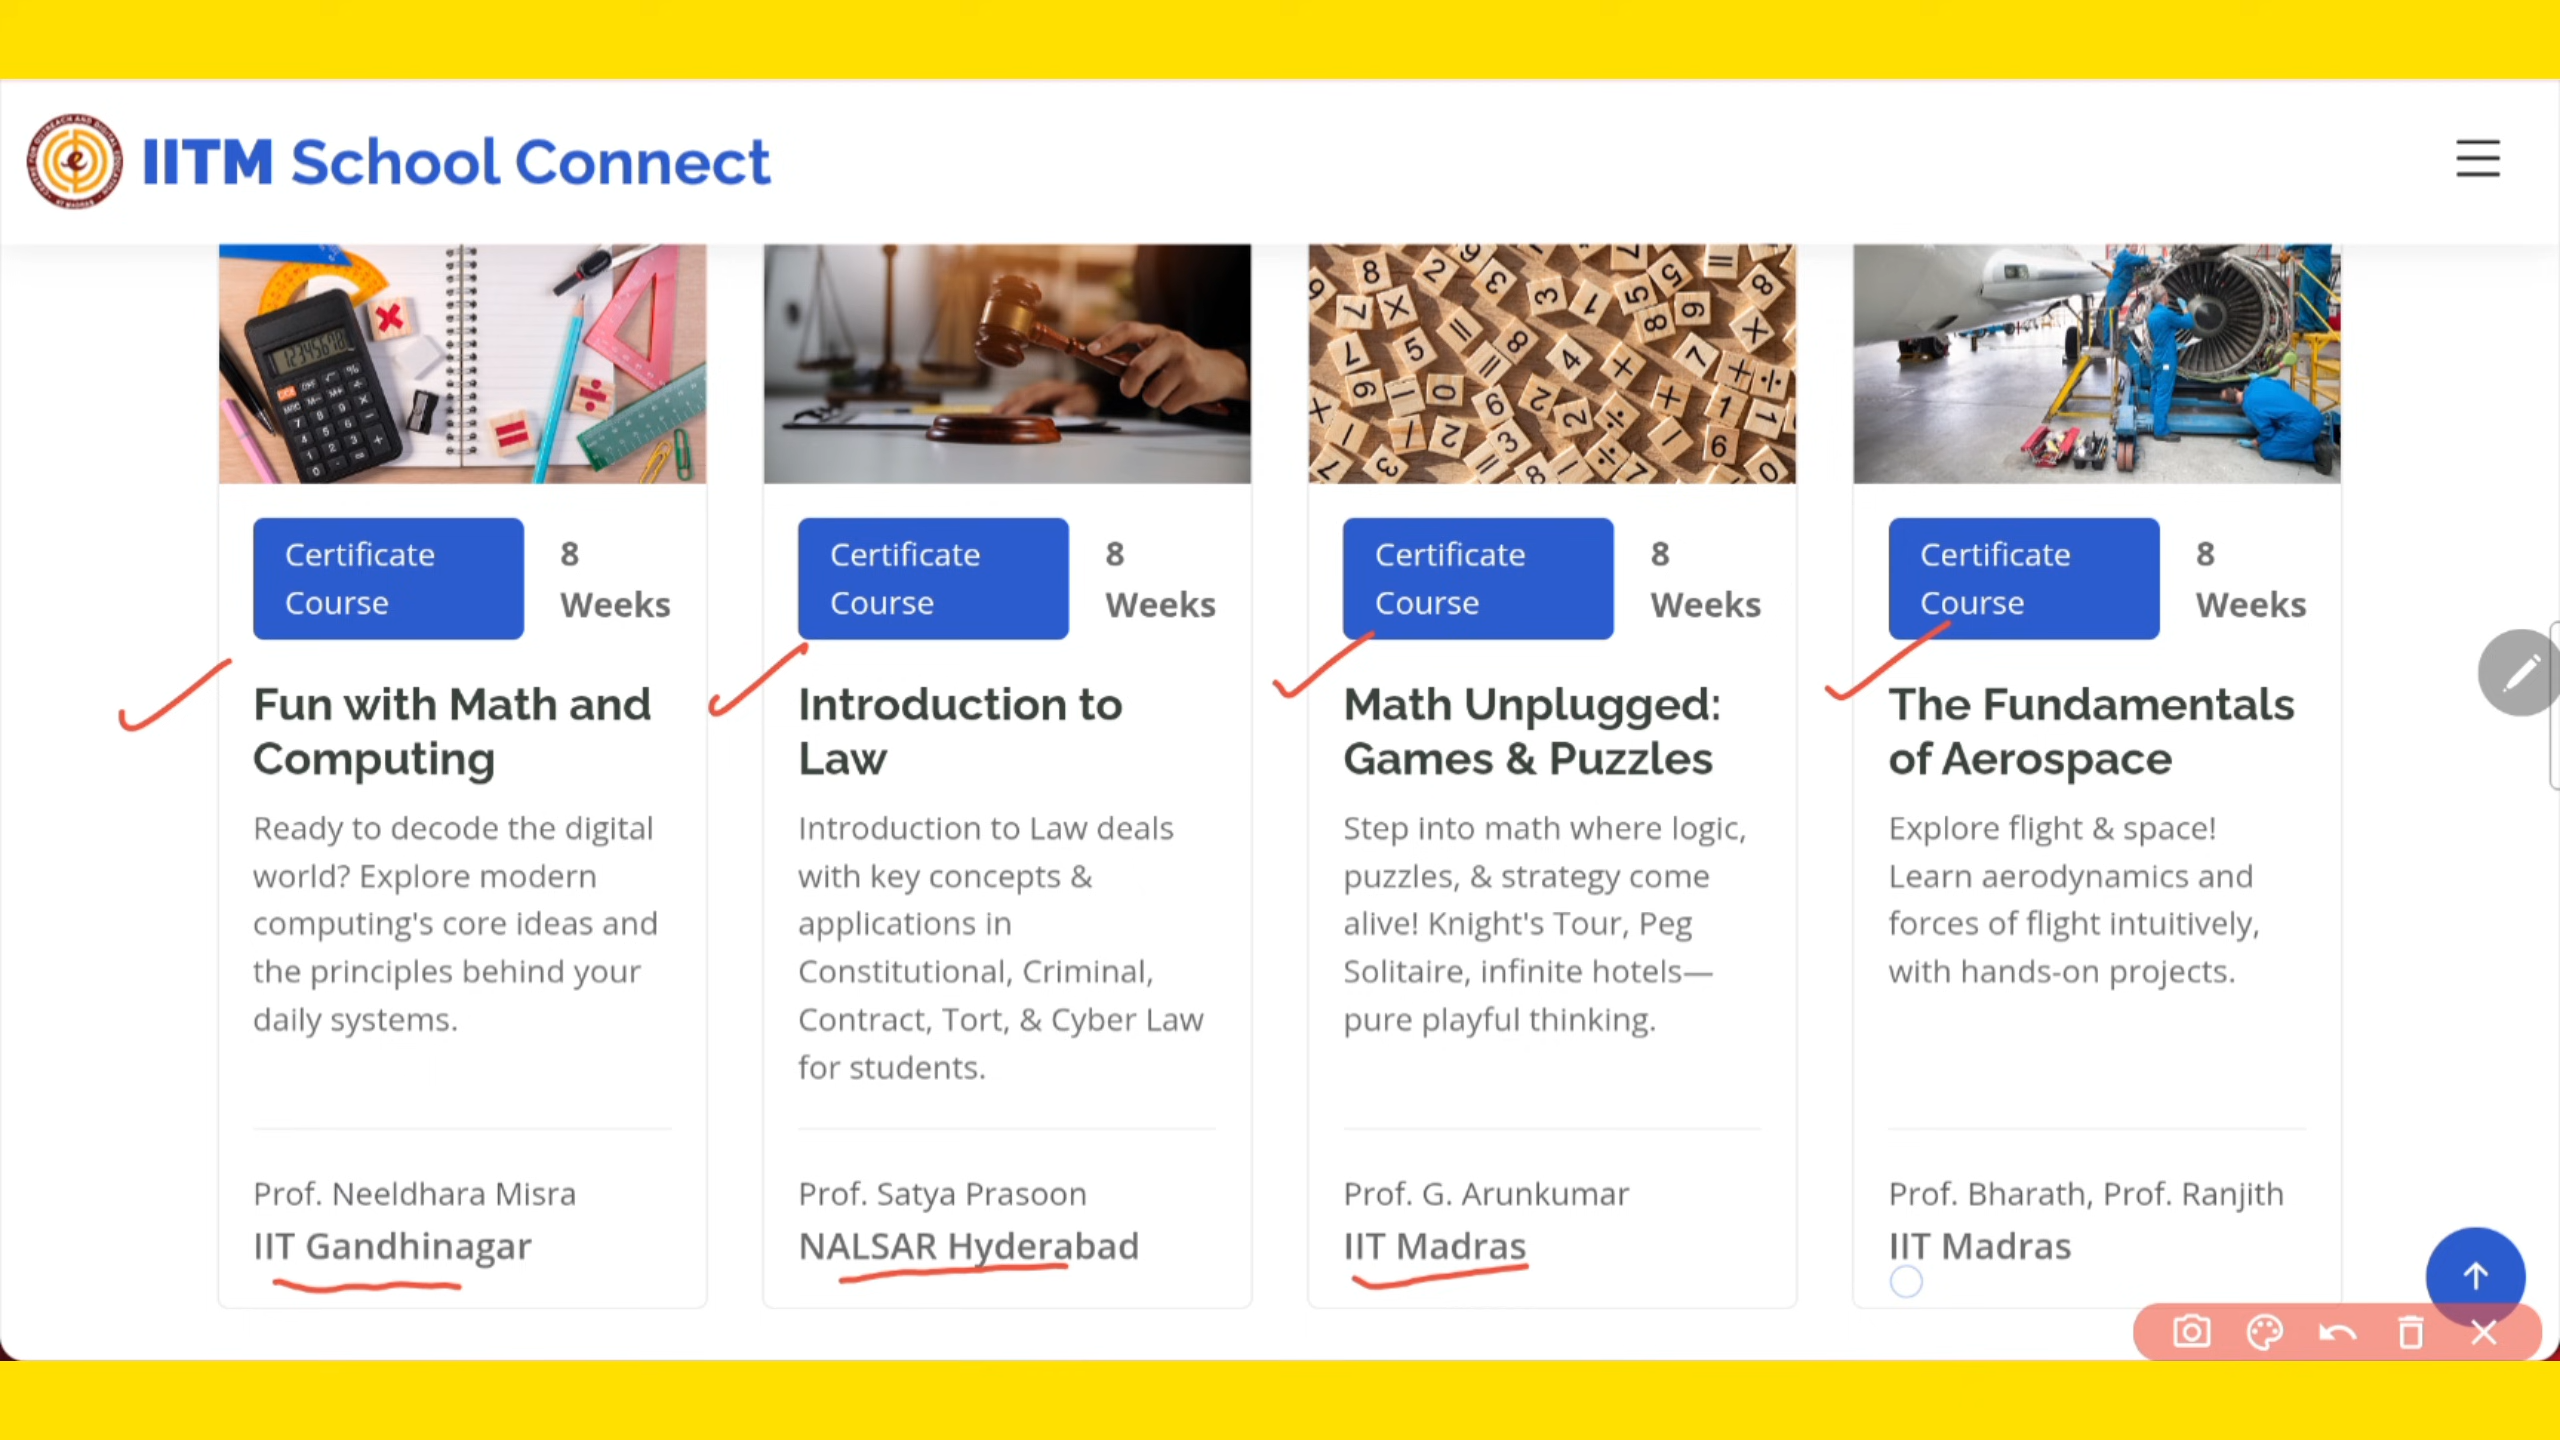 IITM School Connect
Certificate
Course
8
Weeks
Fun with Math and
Computing
Ready to decode the digital
world? Explore modern
computing's core ideas and
the principles behind your
daily systems.
Prof. Neeldhara Misra
IIT Gandhinagar
Certificate
Course
8
Weeks
Introduction to
Law
Introduction to Law deals
with key concepts &
applications in
Constitutional, Criminal,
Contract, Tort, & Cyber Law
for students.
Prof. Satya Prasoon
NALSAR Hyderabad
Certificate
Course
8
Weeks
Math Unplugged:
Games & Puzzles
Step into math where logic,
puzzles, & strategy come
alive! Knight's Tour, Peg
Solitaire, infinite hotels—
pure playful thinking.
Prof. G. Arunkumar
IIT Madras
Certificate
Course
8
Weeks
The Fundamentals
of Aerospace
Explore flight & space!
Learn aerodynamics and
forces of flight intuitively,
with hands-on projects.
Prof. Bharath, Prof. Ranjith
IIT Madras